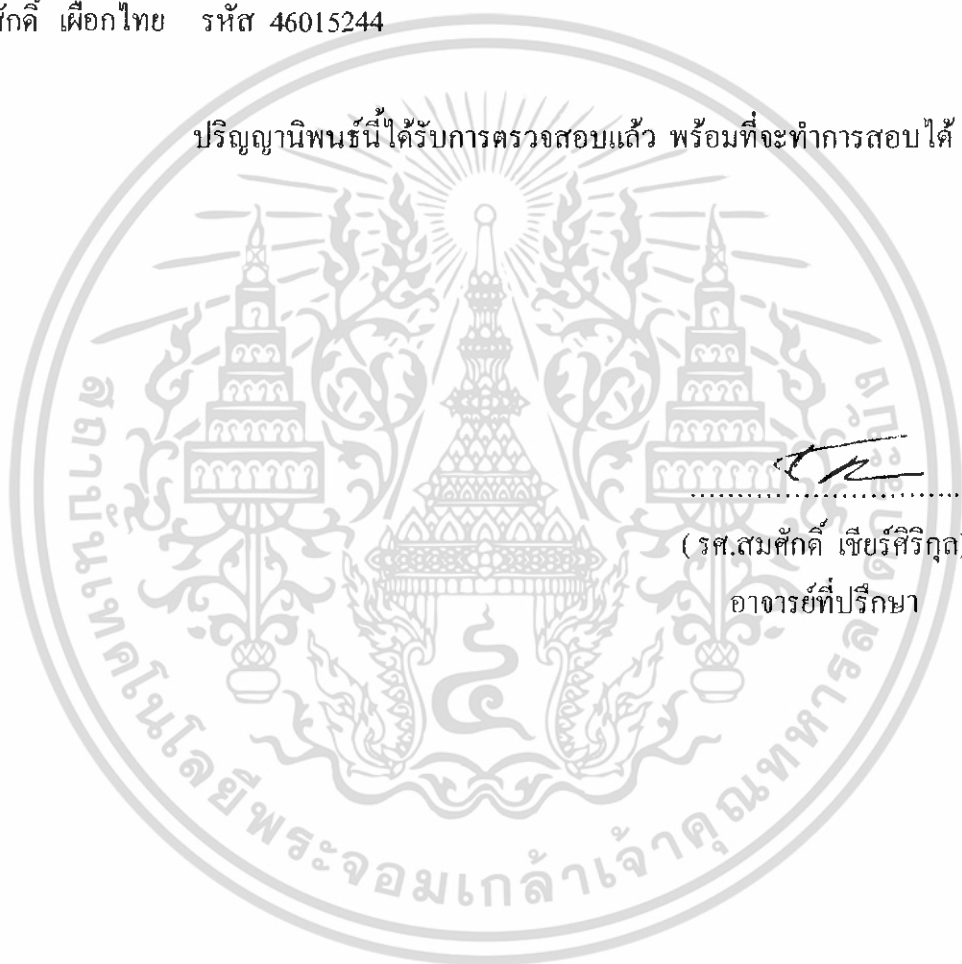 ศักดิ์ เผือกไทย รหัส 46015244
ปริญญานิพนธ์นี้ได้รับการตรวจสอบแล้ว พร้อมที่จะทำการสอบได้
(รศ.สมศักดิ์ เชียร์ศิริกุล)
อาจารย์ที่ปรึกษา
สถาบันเทคโนโลยีพระจอมเกล้าเจ้าคุณทหารลาดกระบัง